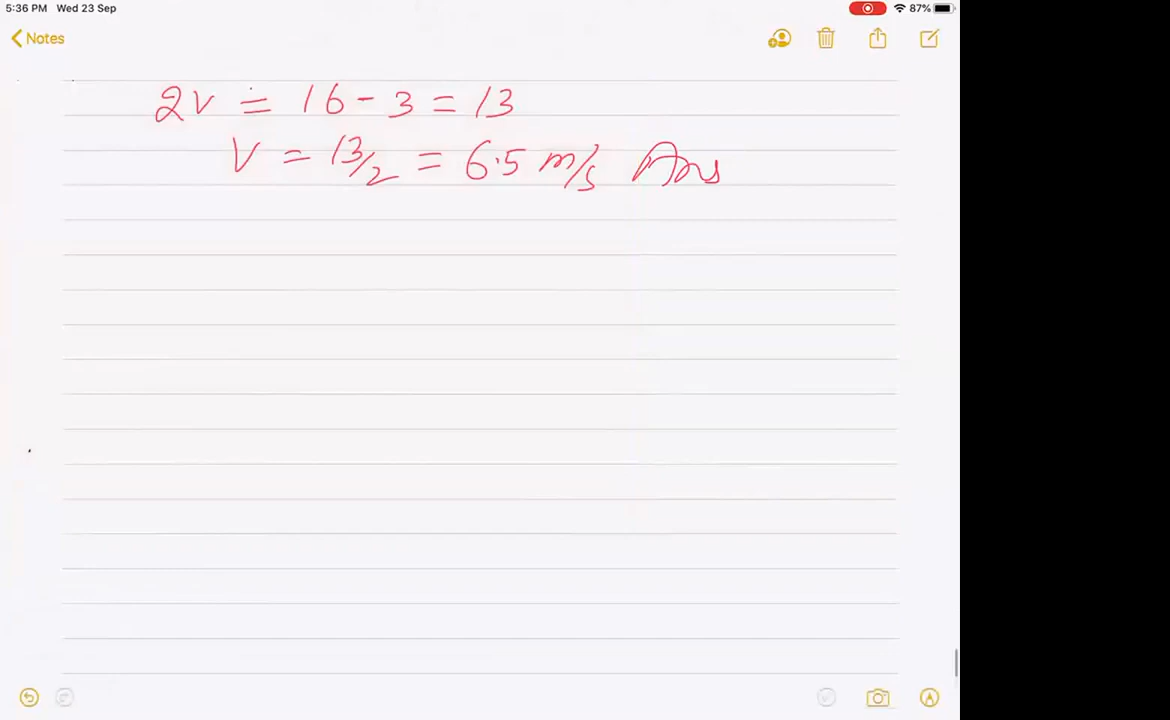 5:36 PM Wed 23 Sep
87%
Notes
2v = 16 - 3 = 13
v = 13/2 = 6.5 m/s Ans